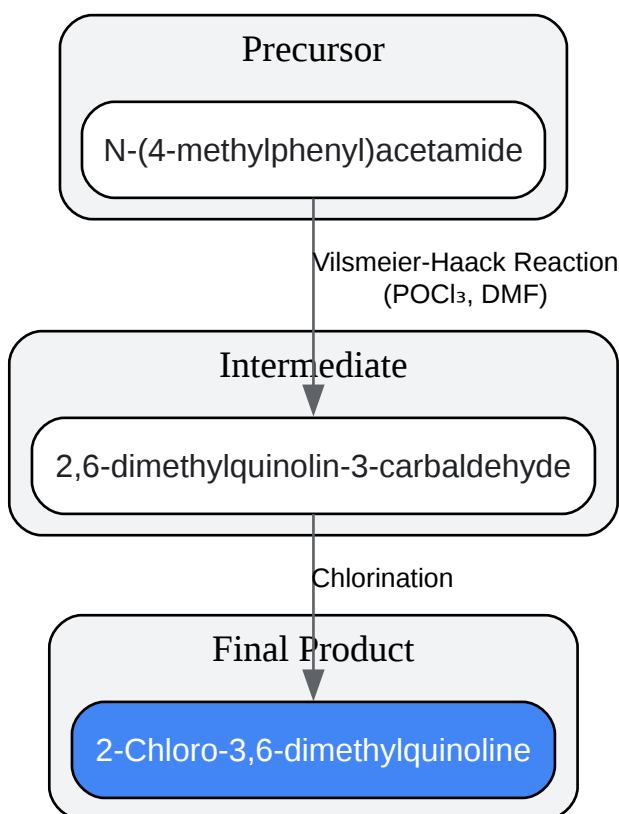 Precursor
N-(4-methylphenyl)acetamide
Vilsmeier-Haack Reaction
(POCl₃, DMF)
Intermediate
2,6-dimethylquinolin-3-carbaldehyde
Chlorination
Final Product
2-Chloro-3,6-dimethylquinoline